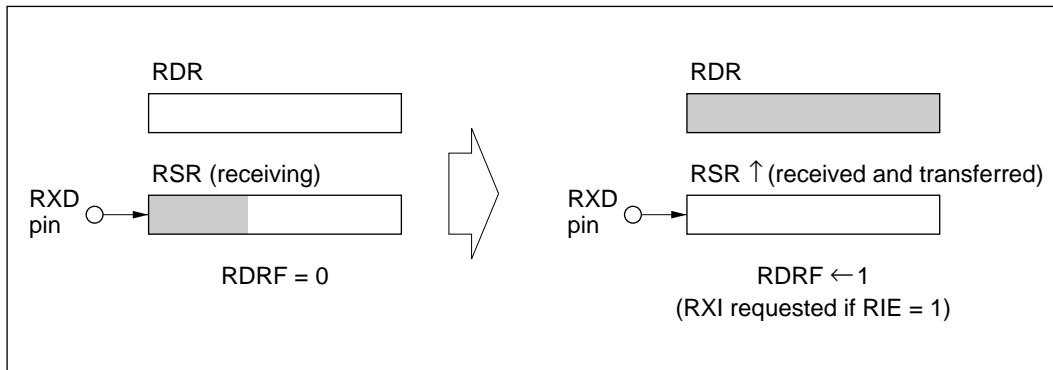 RDR
RSR (receiving)
RXD
pin
RDRF = 0
RDR
RSR ↑ (received and transferred)
RXD
pin
RDRF ← 1
(RXI requested if RIE = 1)